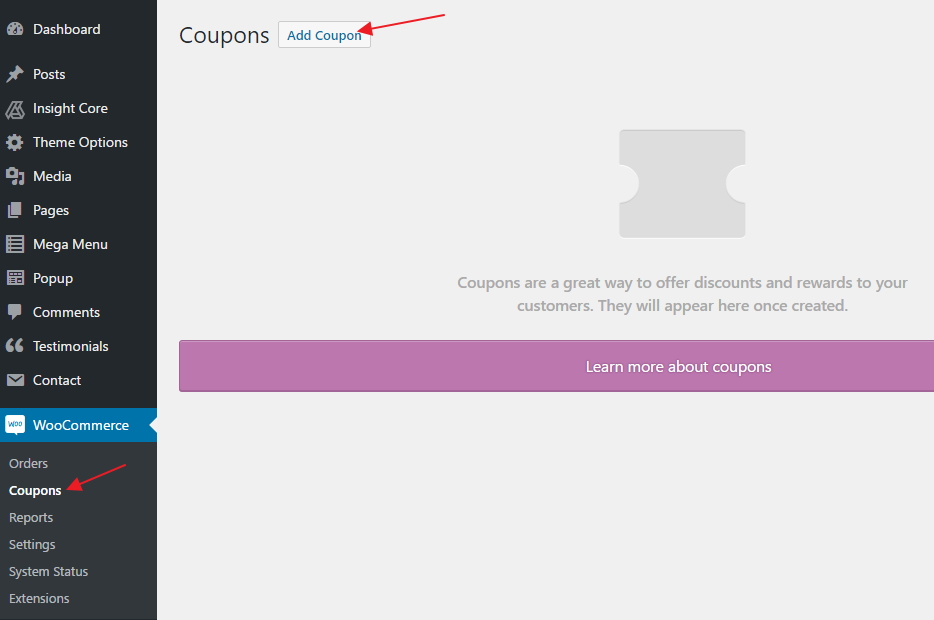 Dashboard
Posts
Insight Core
Theme Options
Media
Pages
Mega Menu
Popup
Comments
Testimonials
Contact
WOO WooCommerce
Orders
Coupons
Reports
Settings
System Status
Extensions
Coupons Add Coupon
Coupons are a great way to offer discounts and rewards to your
customers. They will appear here once created.
Learn more about coupons